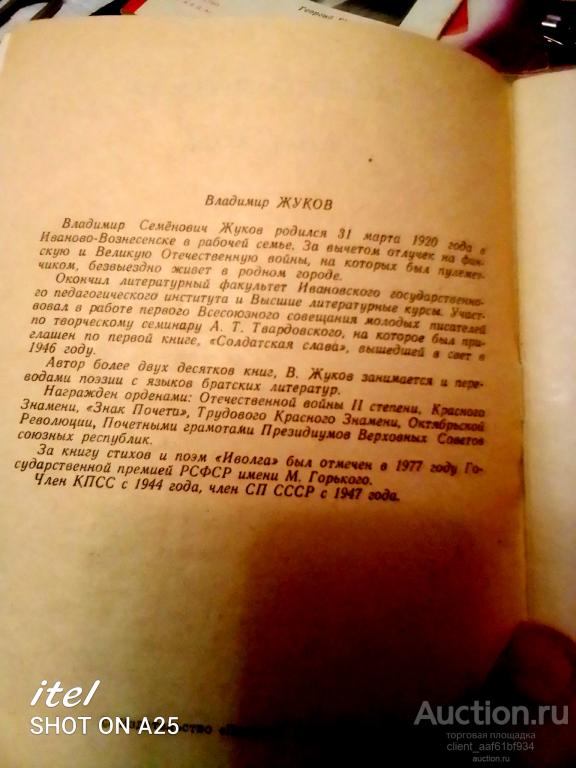 Георгий
Владимир ЖУКОВ
Владимир Семёнович Жуков родился 31 марта 1920 года в
Иваново-Вознесенске в рабочей семье. За вычетом отлучек на фин-
скую и Великую Отечественную войны, на которых был пулемет-
чиком, безвыездно живет в родном городе.
Окончил литературный факультет Ивановского государственно-
го педагогического института и Высшие литературные курсы. Участ-
вовал в работе первого Всесоюзного совещания молодых писателей
по творческому семинару А. Т. Твардовского, на которое был при-
глашен по первой книге, «Солдатская слава», вышедшей в свет в
1946 году.
Автор более двух десятков книг, В. Жуков занимается и пере-
водами поэзии с языков братских литератур.
Награжден орденами: Отечественной войны II степени, Красного
Знамени, «Знак Почета», Трудового Красного Знамени, Октябрьской
Революции, Почетными грамотами Президиумов Верховных Советов
союзных республик.
За книгу стихов и поэм «Иволга» был отмечен в 1977 году Го-
сударственной премией РСФСР имени М. Горького.
Член КПСС с 1944 года, член СП СССР с 1947 года.
itel
SHOT ON A25
Auction.ru
торговая площадка
client_aaf61bf934
auction.ru